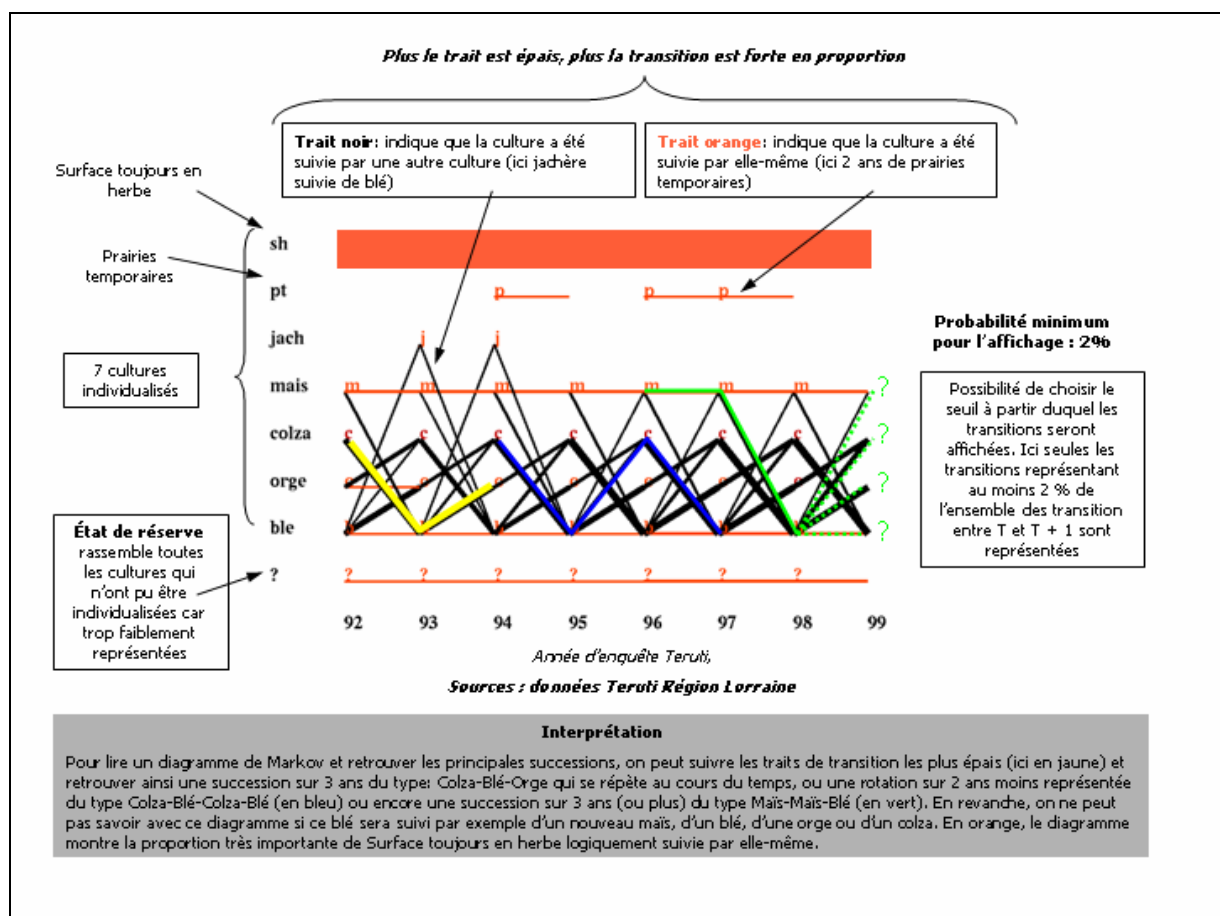 Plus le trait est épais, plus la transition est forte en proportion
Trait noir: indique que la culture a été
suivie par une autre culture (ici jachère
suivie de blé)
Trait orange: indique que la culture a été
suivie par elle-même (ici 2 ans de prairies
temporaires)
Surface toujours en
herbe
Prairies
temporaires
7 cultures
individualisés
État de réserve
rassemble toutes
les cultures qui
n'ont pu être
individualisées car
trop faiblement
représentées
sh
pt
p p p
jach
j j
mais
m m m m m m m ?
colza
c c c c c c c ?
orge
o o o o o o o ?
ble
b b b b b b b ?
?
? ? ? ? ? ? ?
92 93 94 95 96 97 98 99
Année d'enquête Teruti,
Sources : données Teruti Région Lorraine
Probabilité minimum
pour l'affichage : 2%
Possibilité de choisir le
seuil à partir duquel les
transitions seront
affichées. Ici seules les
transitions représentant
au moins 2 % de
l'ensemble des transition
entre T et T + 1 sont
représentées
Interprétation
Pour lire un diagramme de Markov et retrouver les principales successions, on peut suivre les traits de transition les plus épais (ici en jaune) et
retrouver ainsi une succession sur 3 ans du type: Colza-Blé-Orge qui se répète au cours du temps, ou une rotation sur 2 ans moins représentée
du type Colza-Blé-Colza-Blé (en bleu) ou encore une succession sur 3 ans (ou plus) du type Maïs-Maïs-Blé (en vert). En revanche, on ne peut
pas savoir avec ce diagramme si ce blé sera suivi par exemple d'un nouveau maïs, d'un blé, d'une orge ou d'un colza. En orange, le diagramme
montre la proportion très importante de Surface toujours en herbe logiquement suivie par elle-même.